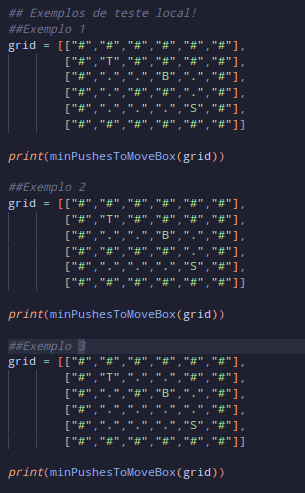 ## Exemplos de teste local!
##Exemplo 1
grid = [["#","#","#","#","#","#"],
["#","T","#","#","#","#"],
["#",".",".","B",".","#"],
["#",".","#","#",".","#"],
["#",".",".",".","S","#"],
["#","#","#","#","#","#"]]
print(minPushesToMoveBox(grid))
##Exemplo 2
grid = [["#","#","#","#","#","#"],
["#","T","#","#","#","#"],
["#",".",".","B",".","#"],
["#","#","#","#",".","#"],
["#",".",".",".","S","#"],
["#","#","#","#","#","#"]]
print(minPushesToMoveBox(grid))
##Exemplo 3
grid = [["#","#","#","#","#","#"],
["#","T",".",".","#","#"],
["#",".","#","B",".","#"],
["#",".",".",".",".","#"],
["#",".",".",".","S","#"],
["#","#","#","#","#","#"]]
print(minPushesToMoveBox(grid))